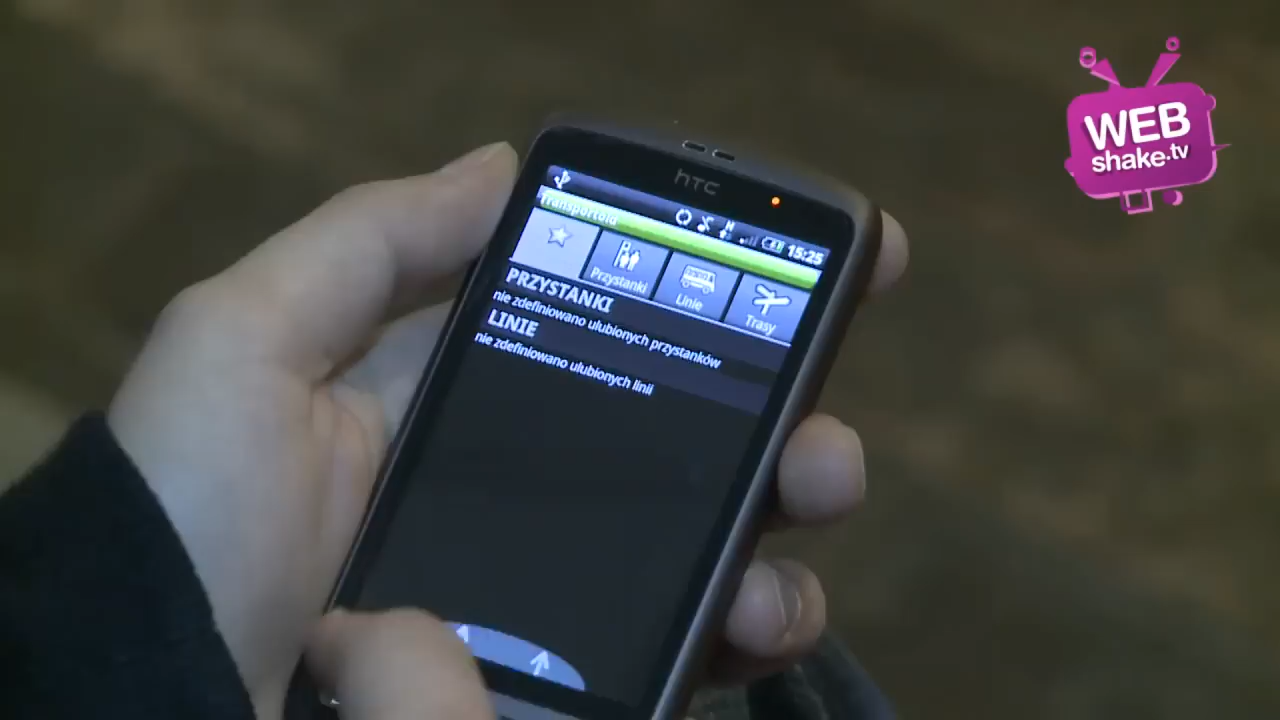 WEB
shake.tv
hTC
15:25
Transportoid
Przystanki
Linie
Trasy
PRZYSTANKI
nie zdefiniowano ulubionych przystanków
LINIE
nie zdefiniowano ulubionych linii